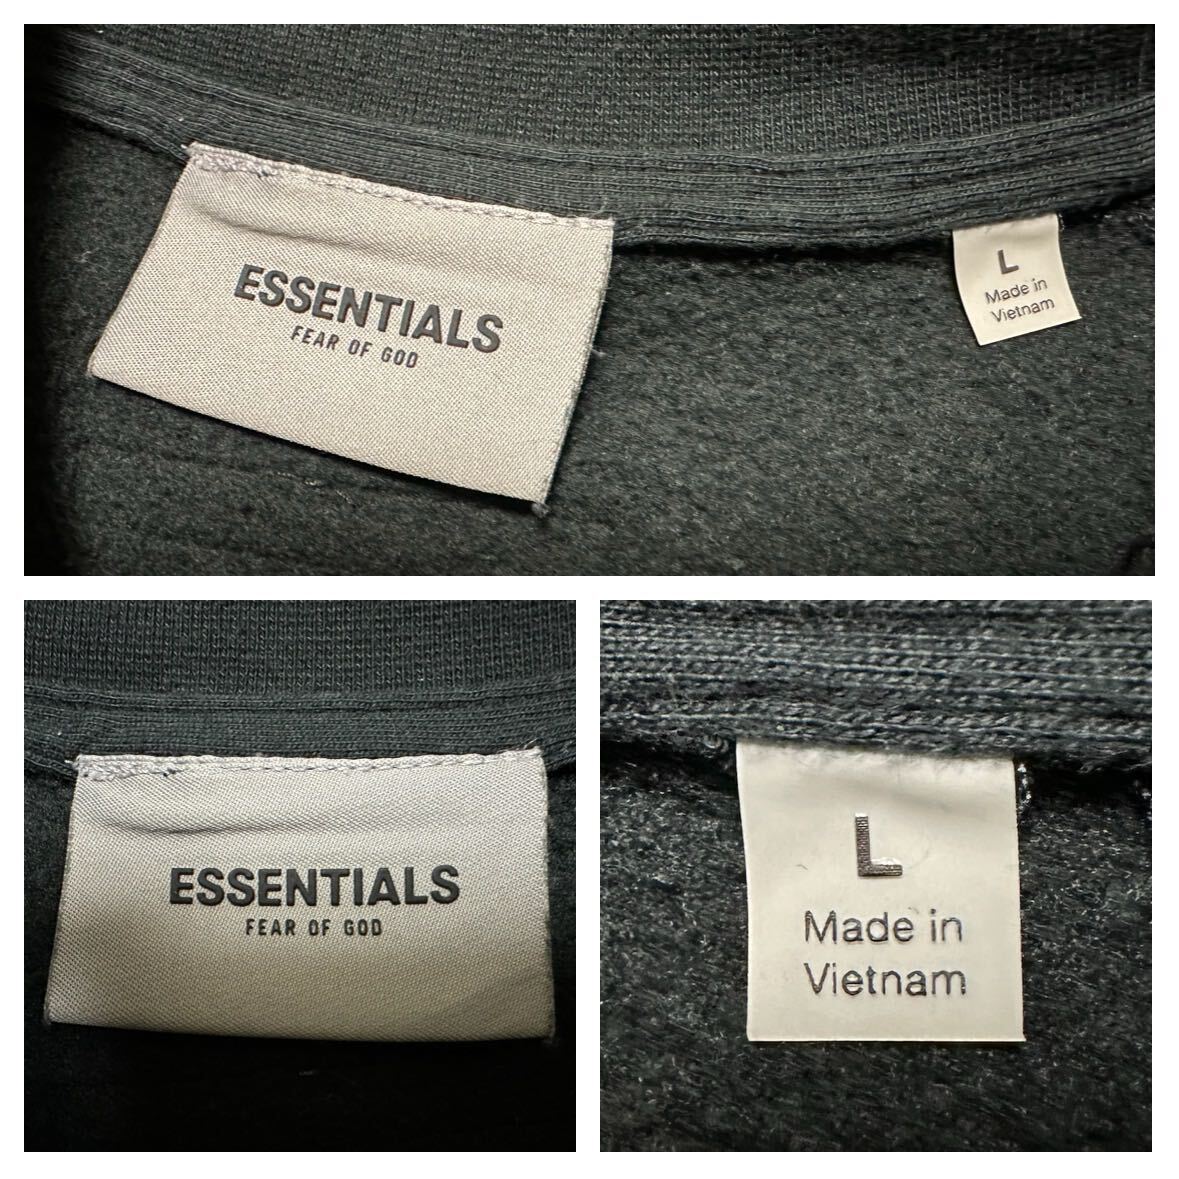 ESSENTIALS
FEAR OF GOD
L
Made in
Vietnam
ESSENTIALS
FEAR OF GOD
L
Made in
Vietnam